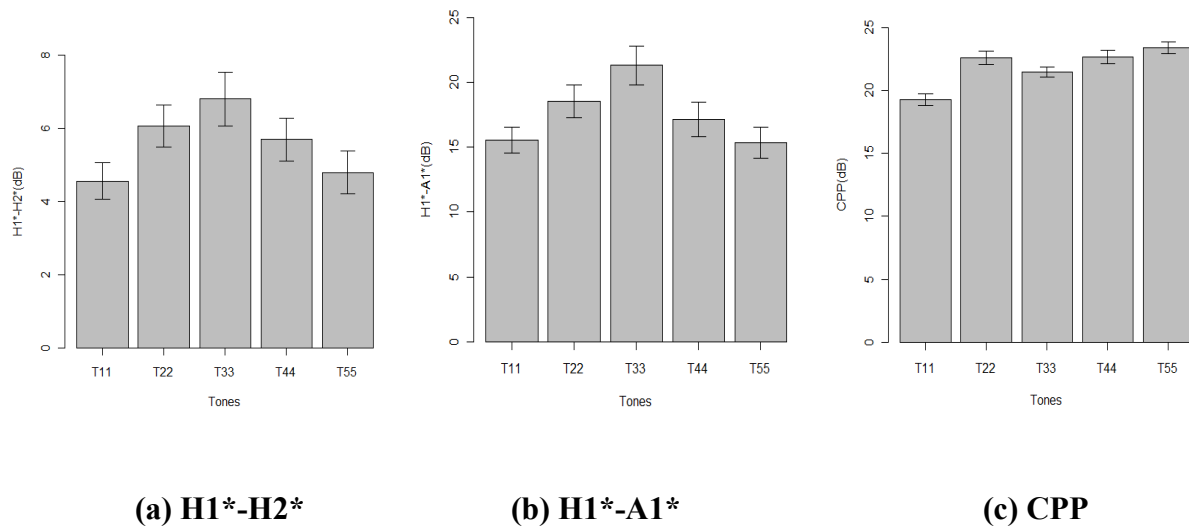 H1*-H2*(dB)
0
2
4
6
8
T11 T22 T33 T44 T55
Tones
H1*-A1*(dB)
0
5
10
15
20
25
T11 T22 T33 T44 T55
Tones
CPP(dB)
0
5
10
15
20
25
T11 T22 T33 T44 T55
Tones
(a) H1*-H2*
(b) H1*-A1*
(c) CPP